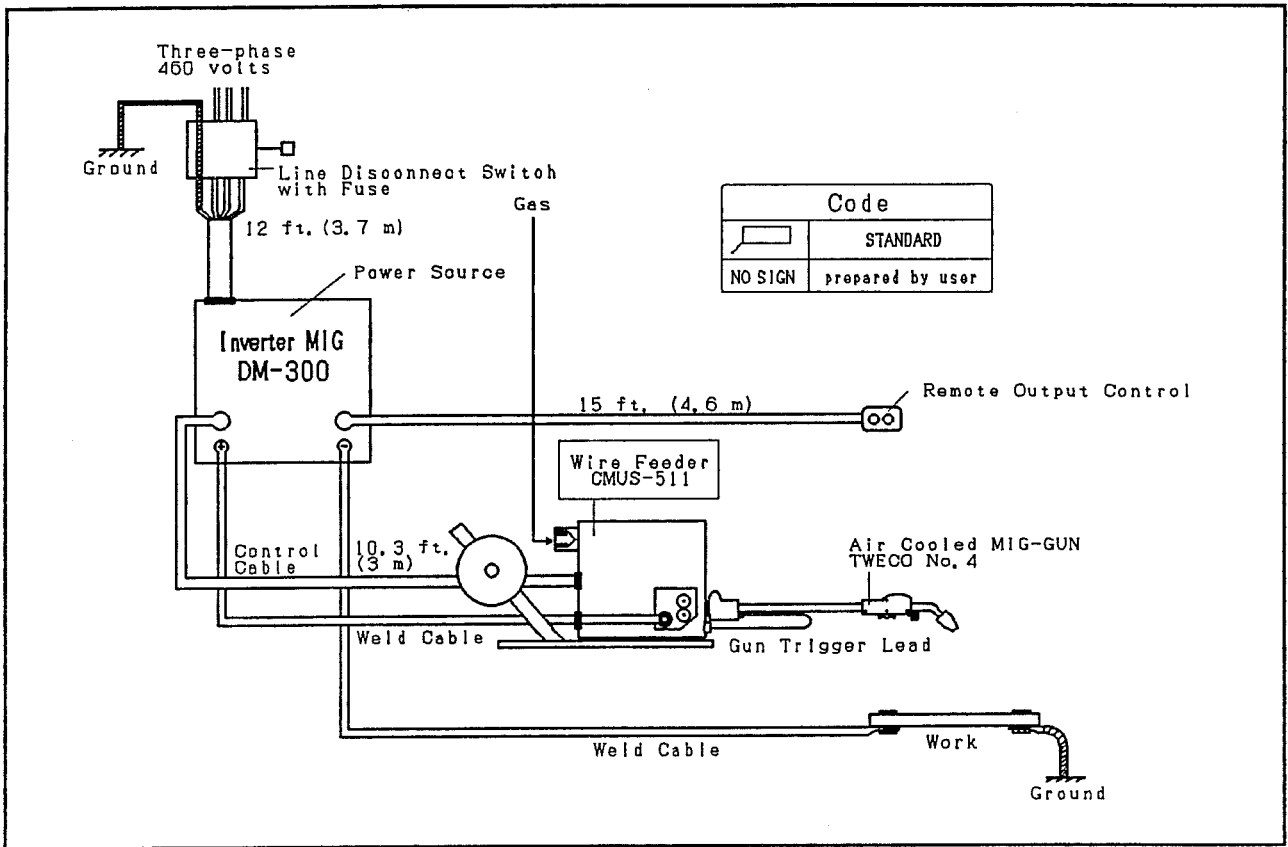 Three-phase
460 volts
Ground
Line Disconnect Switch
with Fuse
12 ft. (3.7 m)
Gas
Code
STANDARD
NO SIGN prepared by user
Power Source
Inverter MIG
DM-300
15 ft. (4.6 m)
Remote Output Control
Wire Feeder
CMUS-511
+
-
Control
Cable
10.3 ft.
(3 m)
Air Cooled MIG-GUN
TWECO No.4
Weld Cable
Gun Trigger Lead
Weld Cable
Work
Ground